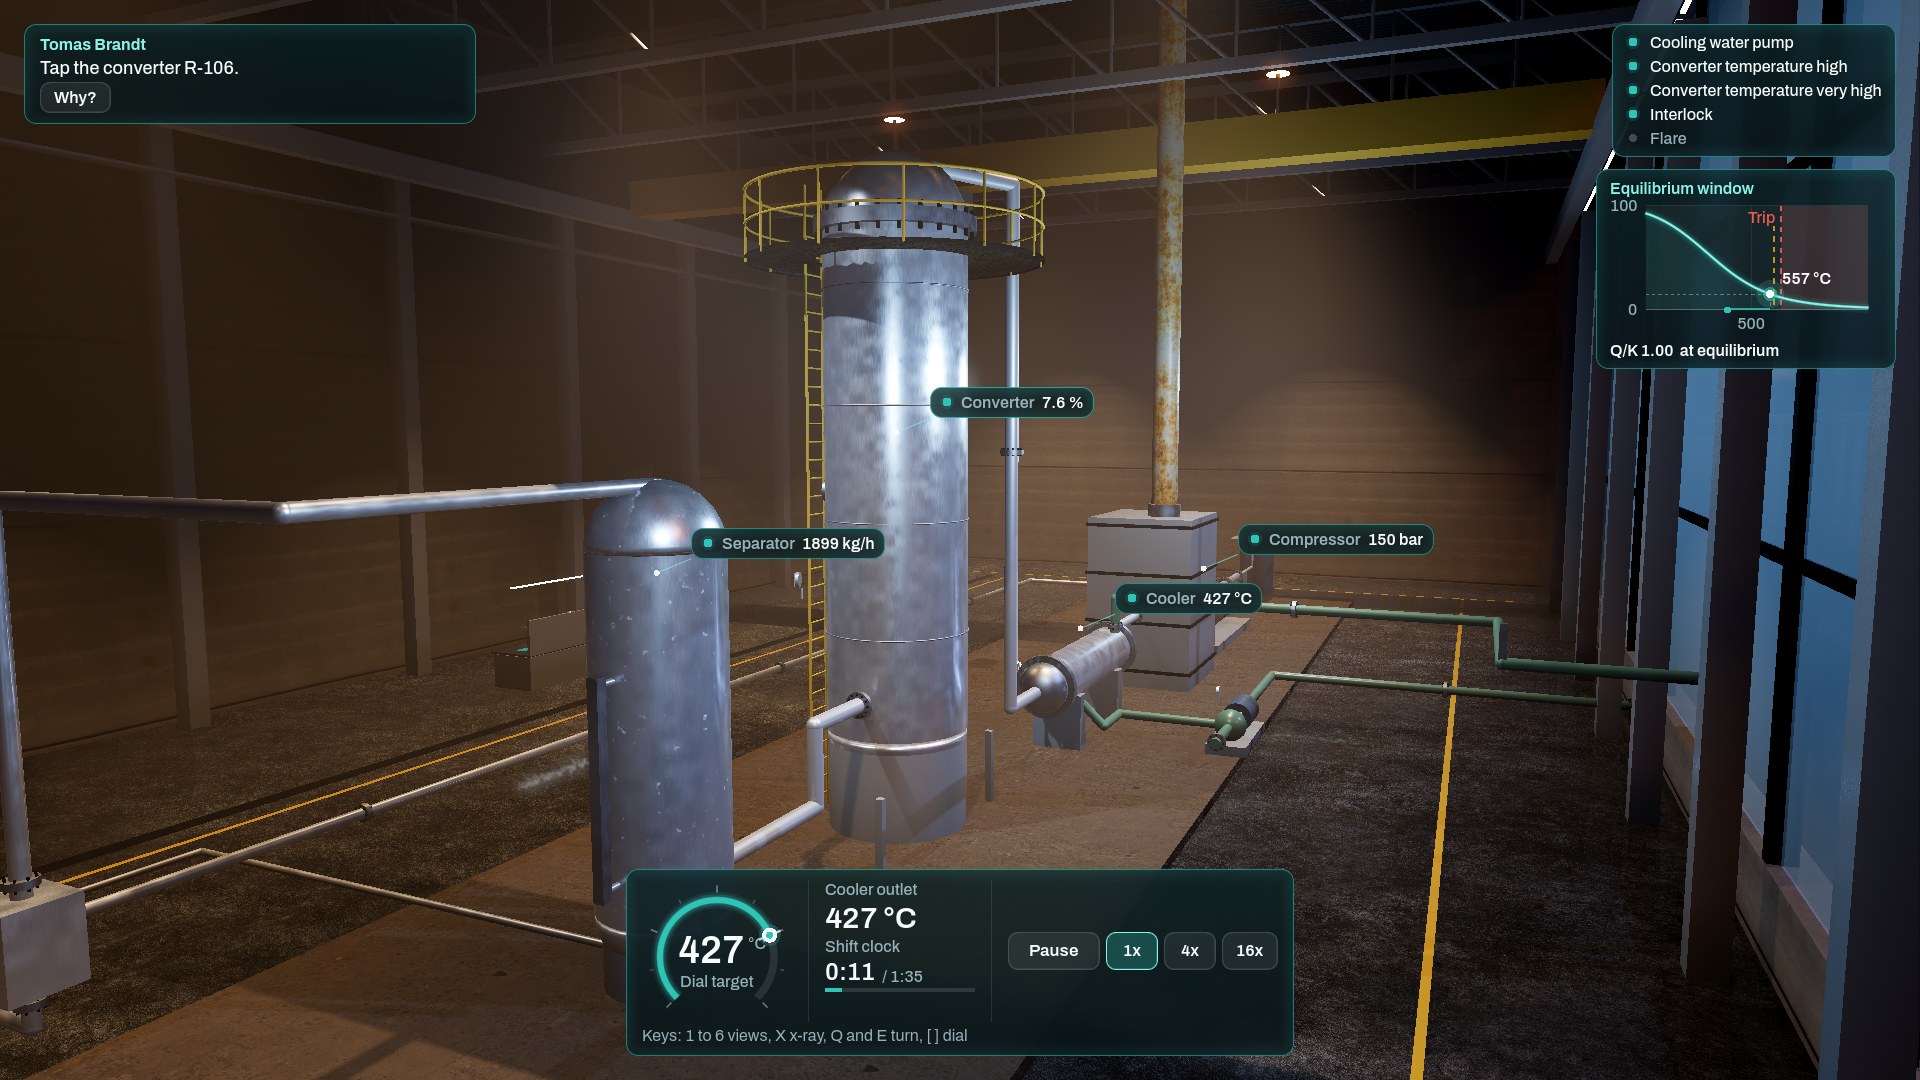 Tomas Brandt
Tap the converter R-106.
Why?
Cooling water pump
Converter temperature high
Converter temperature very high
Interlock
Flare
Equilibrium window
100
Trip
557 °C
0
500
Q/K 1.00 at equilibrium
Converter 7.6 %
Separator 1899 kg/h
Compressor 150 bar
Cooler 427 °C
427 °C
Dial target
Cooler outlet
427 °C
Shift clock
0:11 / 1:35
Pause
1x
4x
16x
Keys: 1 to 6 views, X x-ray, Q and E turn, [ ] dial